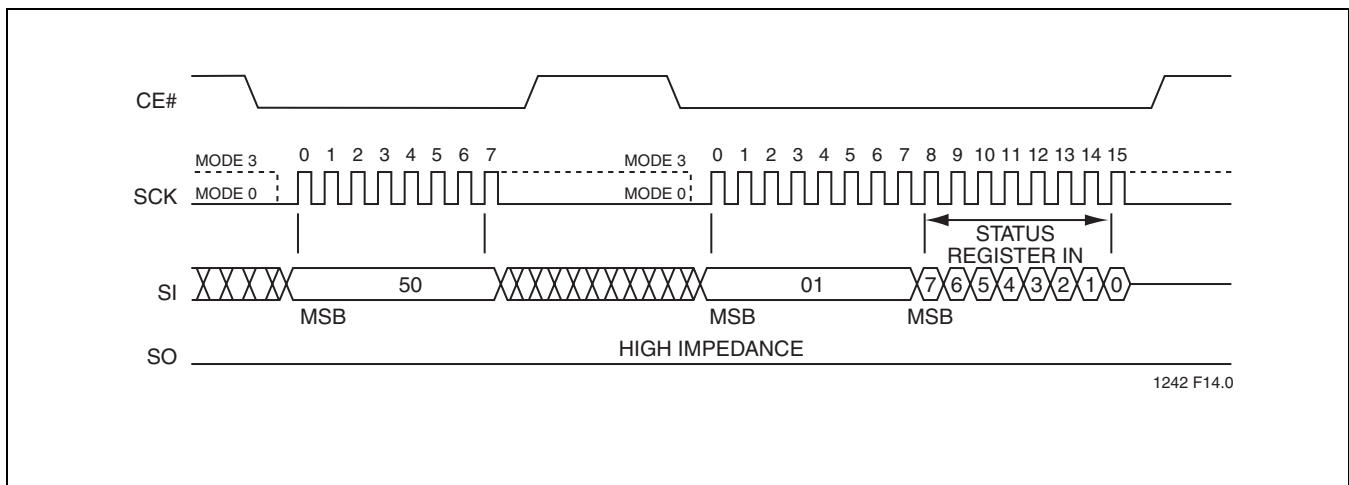 CE#
MODE 3 0 1 2 3 4 5 6 7 MODE 3 0 1 2 3 4 5 6 7 8 9 10 11 12 13 14 15
SCK MODE 0 MODE 0
STATUS
REGISTER IN
SI 50 01 7 6 5 4 3 2 1 0
MSB MSB MSB
SO HIGH IMPEDANCE
1242 F14.0